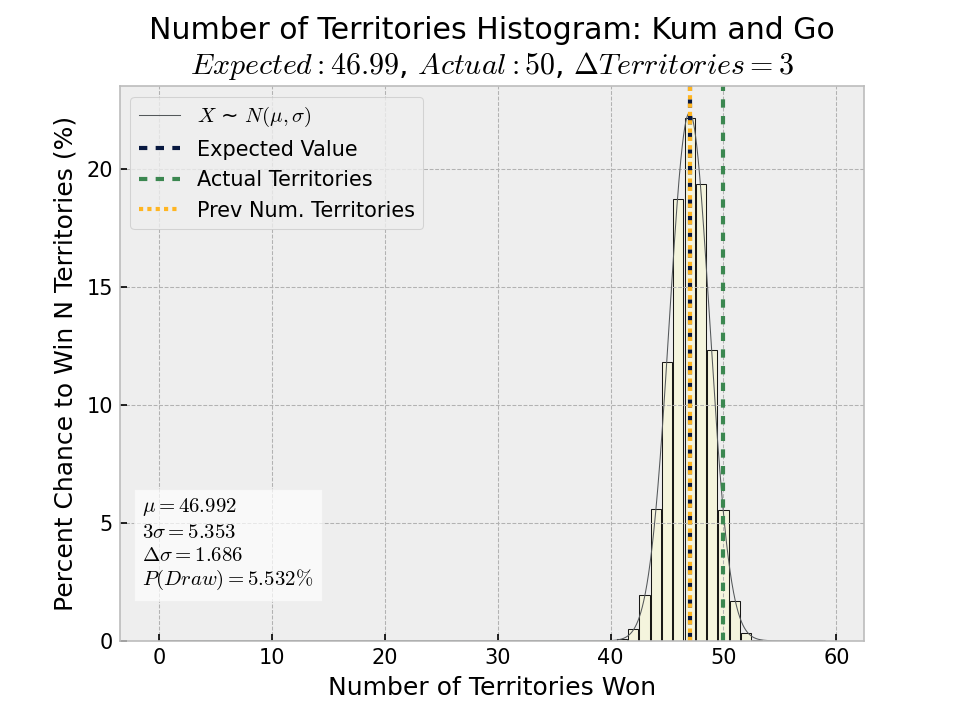 Number of Territories Histogram: Kum and Go
Expected : 46.99, Actual : 50, ΔTerritories = 3
X ~ N(μ, σ)
Expected Value
Actual Territories
Prev Num. Territories
Percent Chance to Win N Territories (%)
20
15
10
5
0
μ = 46.992
3σ = 5.353
Δσ = 1.686
P(Draw) = 5.532%
0 10 20 30 40 50 60
Number of Territories Won